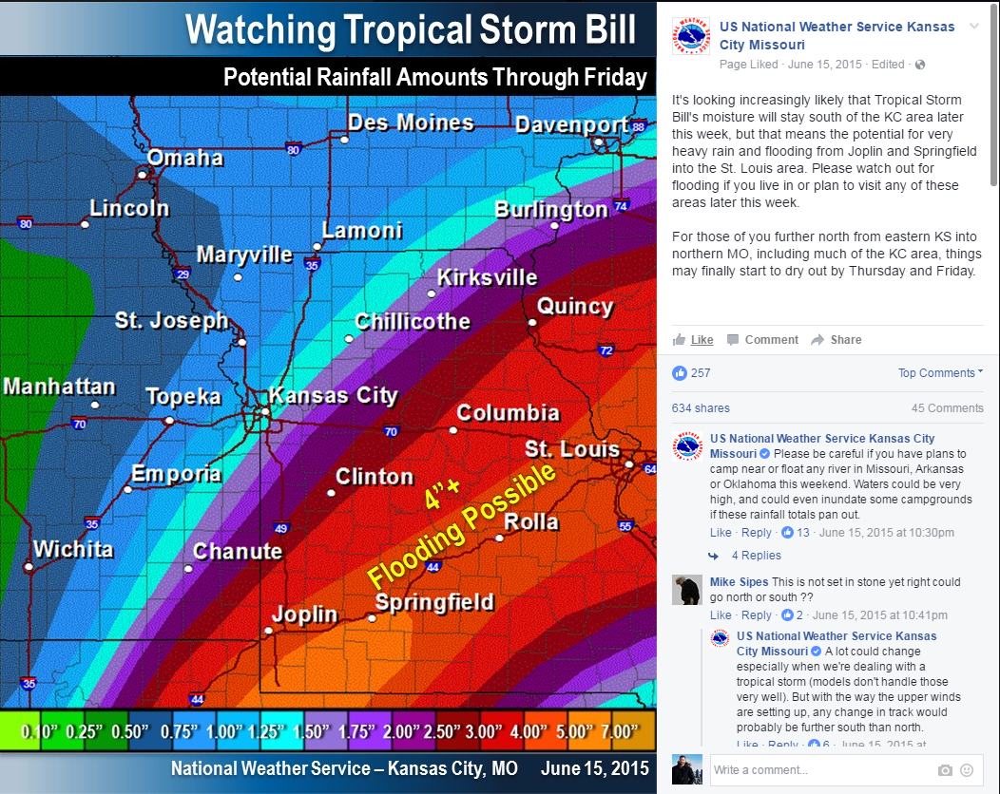 Watching Tropical Storm Bill
Potential Rainfall Amounts Through Friday
Des Moines
Davenport
88
80
Omaha
Lincoln
80
Burlington
74
Lamoni
Maryville
35
29
Kirksville
Quincy
St. Joseph
Chillicothe
72
Manhattan
Topeka
Kansas City
70
70
Columbia
St. Louis
64
Emporia
Clinton
4”+
Flooding Possible
35
49
Rolla
55
Wichita
Chanute
44
Springfield
Joplin
35
44
0.10” 0.25” 0.50” 0.75” 1.00” 1.25” 1.50” 1.75” 2.00” 2.50” 3.00” 4.00” 5.00” 7.00”
National Weather Service – Kansas City, MO June 15, 2015
US National Weather Service Kansas
City Missouri
Page Liked · June 15, 2015 · Edited ·
It's looking increasingly likely that Tropical Storm
Bill's moisture will stay south of the KC area later
this week, but that means the potential for very
heavy rain and flooding from Joplin and Springfield
into the St. Louis area. Please watch out for
flooding if you live in or plan to visit any of these
areas later this week.
For those of you further north from eastern KS into
northern MO, including much of the KC area, things
may finally start to dry out by Thursday and Friday.
Like Comment Share
257 Top Comments
634 shares 45 Comments
US National Weather Service Kansas City
Missouri Please be careful if you have plans to
camp near or float any river in Missouri, Arkansas
or Oklahoma this weekend. Waters could be very
high, and could even inundate some campgrounds
if these rainfall totals pan out.
Like · Reply · 13 · June 15, 2015 at 10:30pm
4 Replies
Mike Sipes This is not set in stone yet right could
go north or south ??
Like · Reply · 2 · June 15, 2015 at 10:41pm
US National Weather Service Kansas
City Missouri A lot could change
especially when we're dealing with a
tropical storm (models don't handle those
very well). But with the way the upper winds
are setting up, any change in track would
probably be further south than north.
Like · Reply · 6 · June 15, 2015 at
Write a comment...